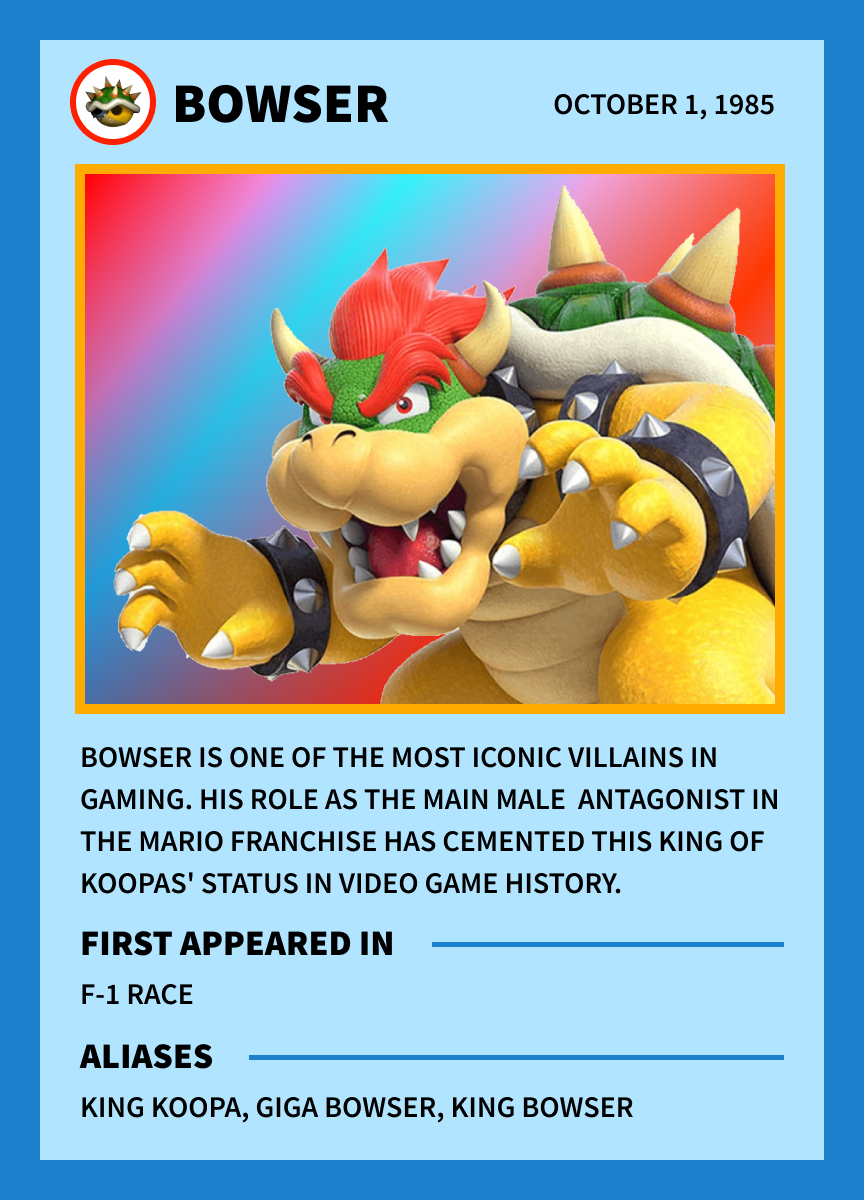 BOWSER
OCTOBER 1, 1985
BOWSER IS ONE OF THE MOST ICONIC VILLAINS IN
GAMING. HIS ROLE AS THE MAIN MALE  ANTAGONIST IN
THE MARIO FRANCHISE HAS CEMENTED THIS KING OF
KOOPAS' STATUS IN VIDEO GAME HISTORY.
FIRST APPEARED IN
F-1 RACE
ALIASES
KING KOOPA, GIGA BOWSER, KING BOWSER